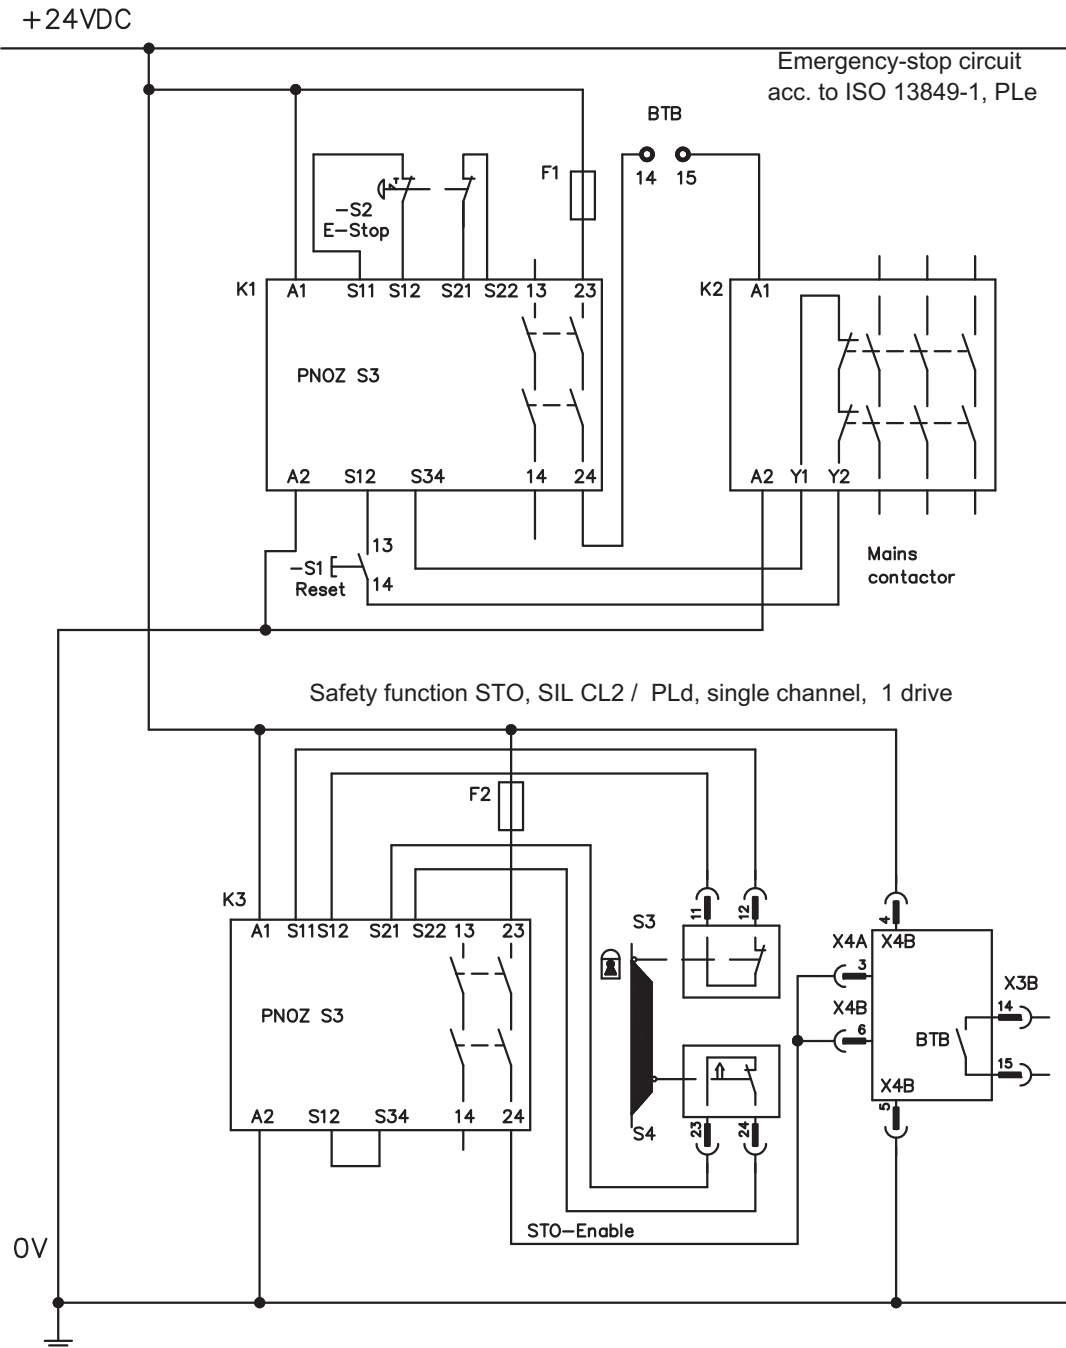 +24VDC
Emergency-stop circuit
acc. to ISO 13849-1, PLe
BTB
14 15
F1
-S2
E-Stop
K1 A1 S11 S12 S21 S22 13 23
K2 A1
PNOZ S3
A2 S12 S34 14 24
A2 Y1 Y2
13
-S1
14
Reset
Mains
contactor
Safety function STO, SIL CL2 / PLd, single channel, 1 drive
F2
K3
11 12
S3
4
A1 S11 S12 S21 S22 13 23
X4A X4B
3
X3B
X4B
14
PNOZ S3
6
BTB
15
X4B
A2 S12 S34 14 24
5
S4
23 24
STO-Enable
0V